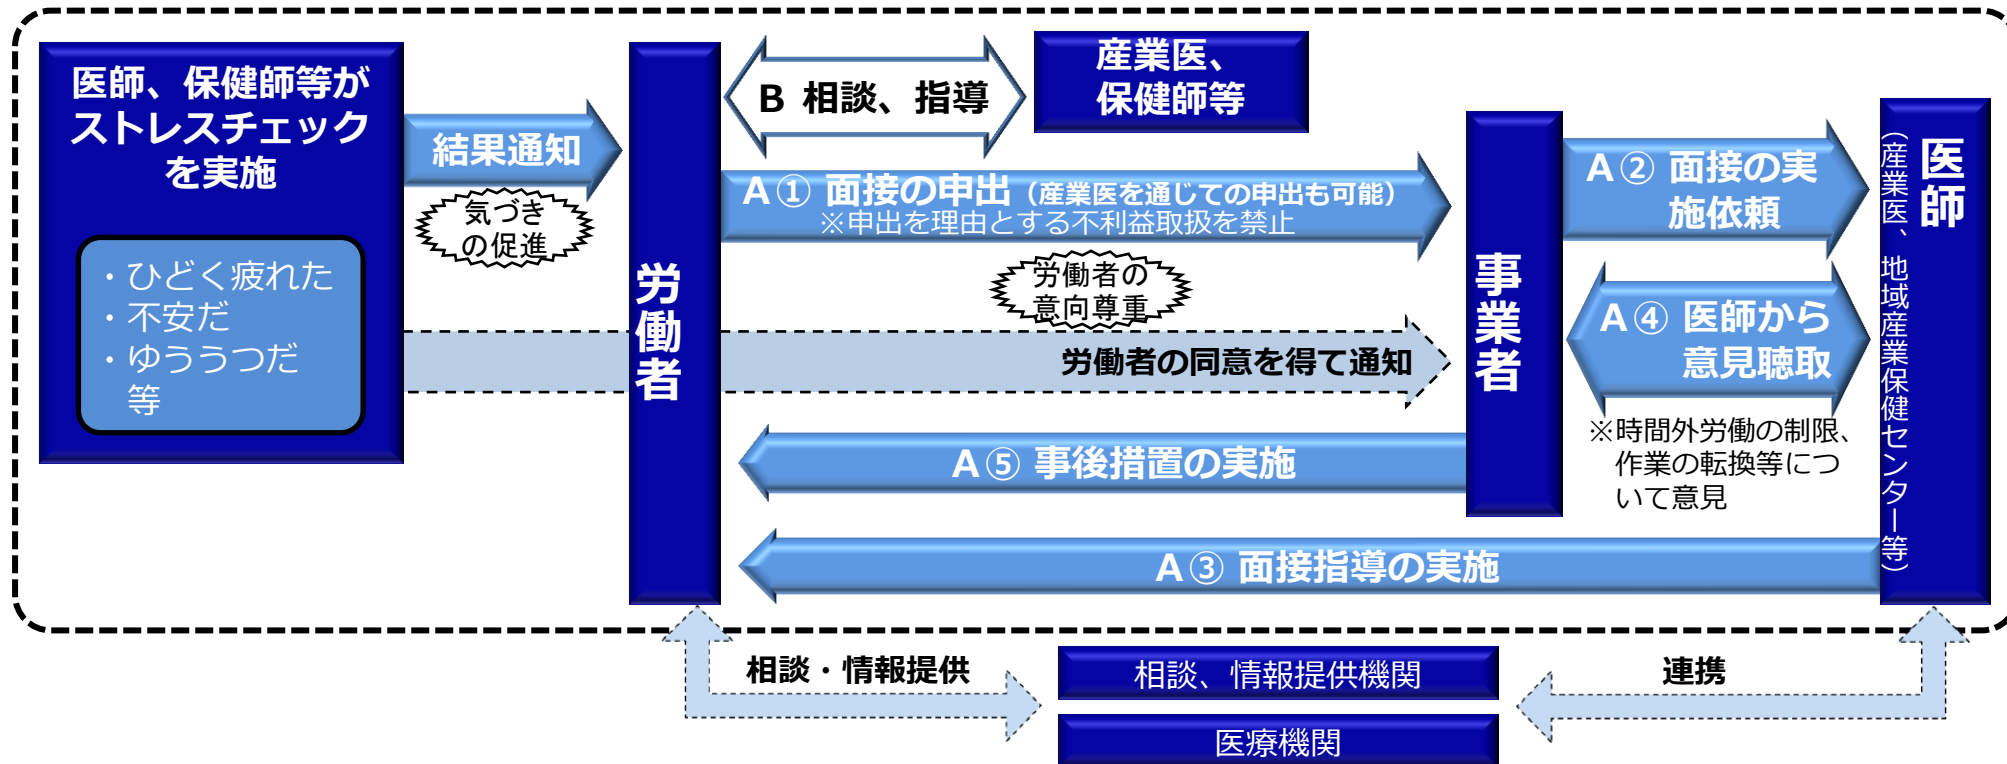 医師、保健師等が
ストレスチェック
を実施
・ひどく疲れた
・不安だ
・ゆううつだ
等
結果通知
気づき
の促進
労働者
B 相談、指導
産業医、
保健師等
A① 面接の申出（産業医を通じての申出も可能）
※申出を理由とする不利益取扱を禁止
労働者の
意向尊重
労働者の同意を得て通知
A⑤ 事後措置の実施
A③ 面接指導の実施
事業者
A② 面接の実
施依頼
A④ 医師から
意見聴取
※時間外労働の制限、
作業の転換等につ
いて意見
医師
（産業医、地域産業保健センター等）
相談・情報提供
相談、情報提供機関
医療機関
連携